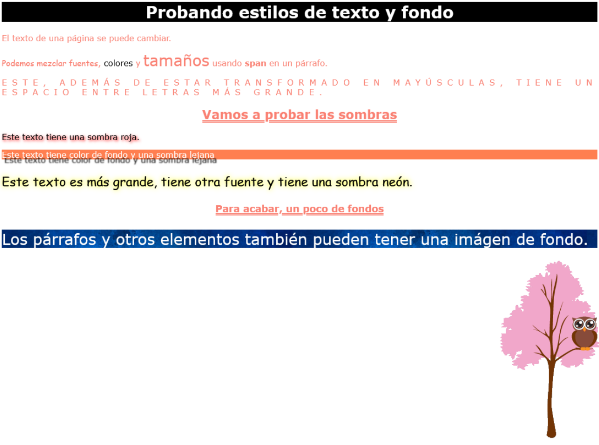 Probando estilos de texto y fondo
El texto de una página se puede cambiar.
Podemos mezclar fuentes, colores y tamaños usando span en un párrafo.
ESTE, ADEMÁS DE ESTAR TRANSFORMADO EN MAYÚSCULAS, TIENE UN
ESPACIO ENTRE LETRAS MÁS GRANDE.
Vamos a probar las sombras
Este texto tiene una sombra roja.
Este texto tiene color de fondo y una sombra lejana
Este texto es más grande, tiene otra fuente y tiene una sombra neón.
Para acabar, un poco de fondos
Los párrafos y otros elementos también pueden tener una imágen de fondo.